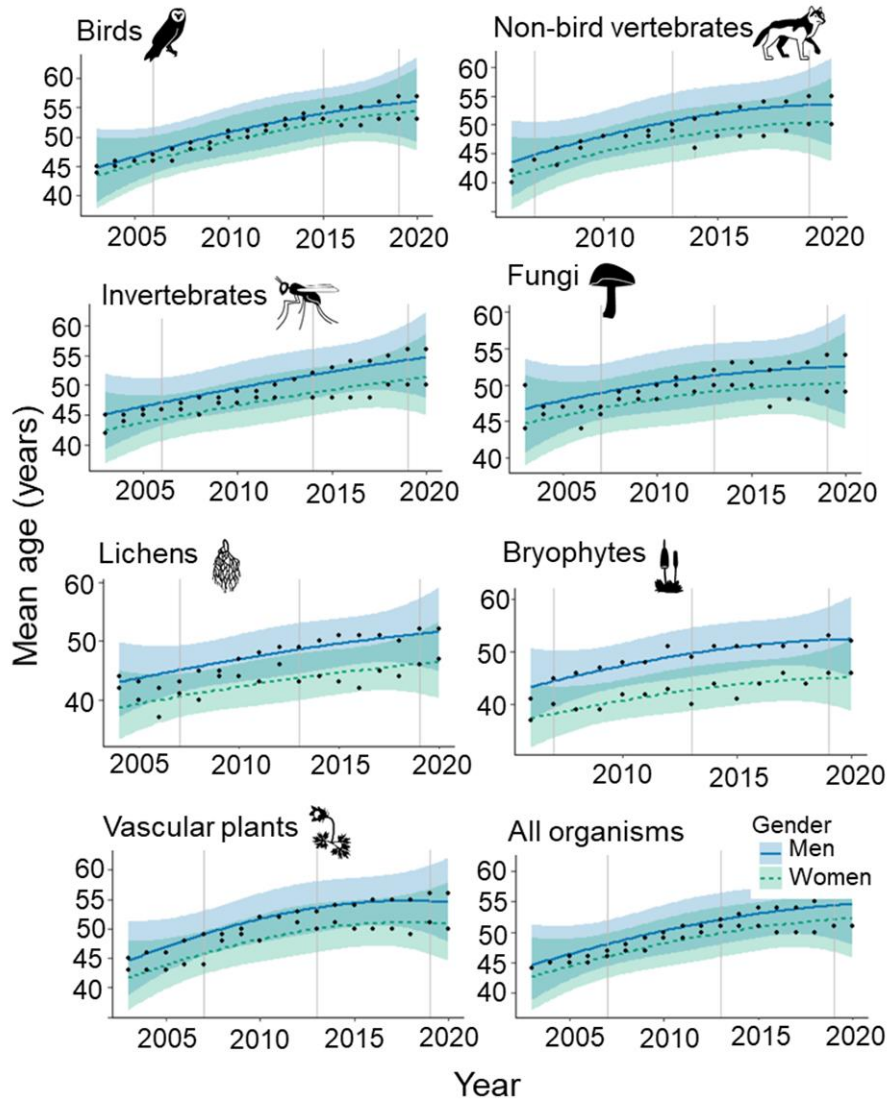 Birds
60
55
50
45
40
2005 2010 2015 2020
Non-bird vertebrates
60
55
50
45
40
2010 2015 2020
Invertebrates
60
55
50
45
40
2005 2010 2015 2020
Fungi
60
55
50
45
40
2005 2010 2015 2020
Lichens
60
50
40
2005 2010 2015 2020
Bryophytes
60
50
40
2010 2015 2020
Vascular plants
60
55
50
45
40
2005 2010 2015 2020
All organisms
Gender
Men
Women
60
55
50
45
40
2005 2010 2015 2020
Mean age (years)
Year